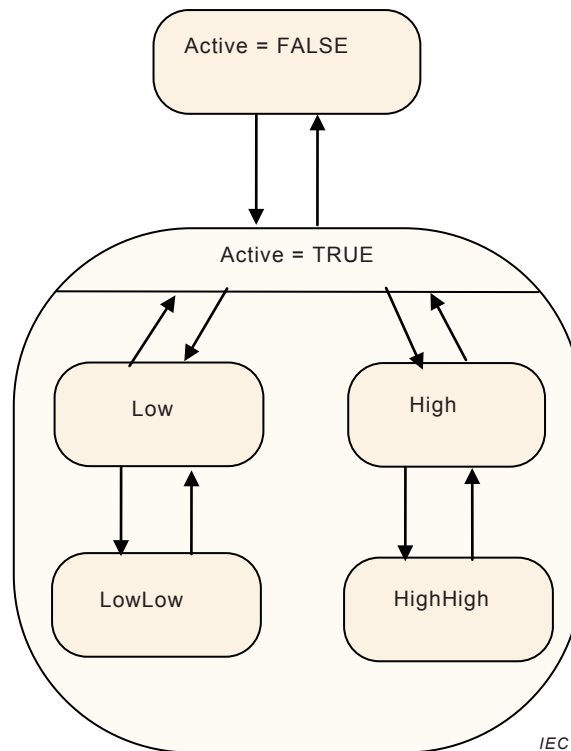 Active = FALSE
Active = TRUE
Low
High
LowLow
HighHigh
IEC